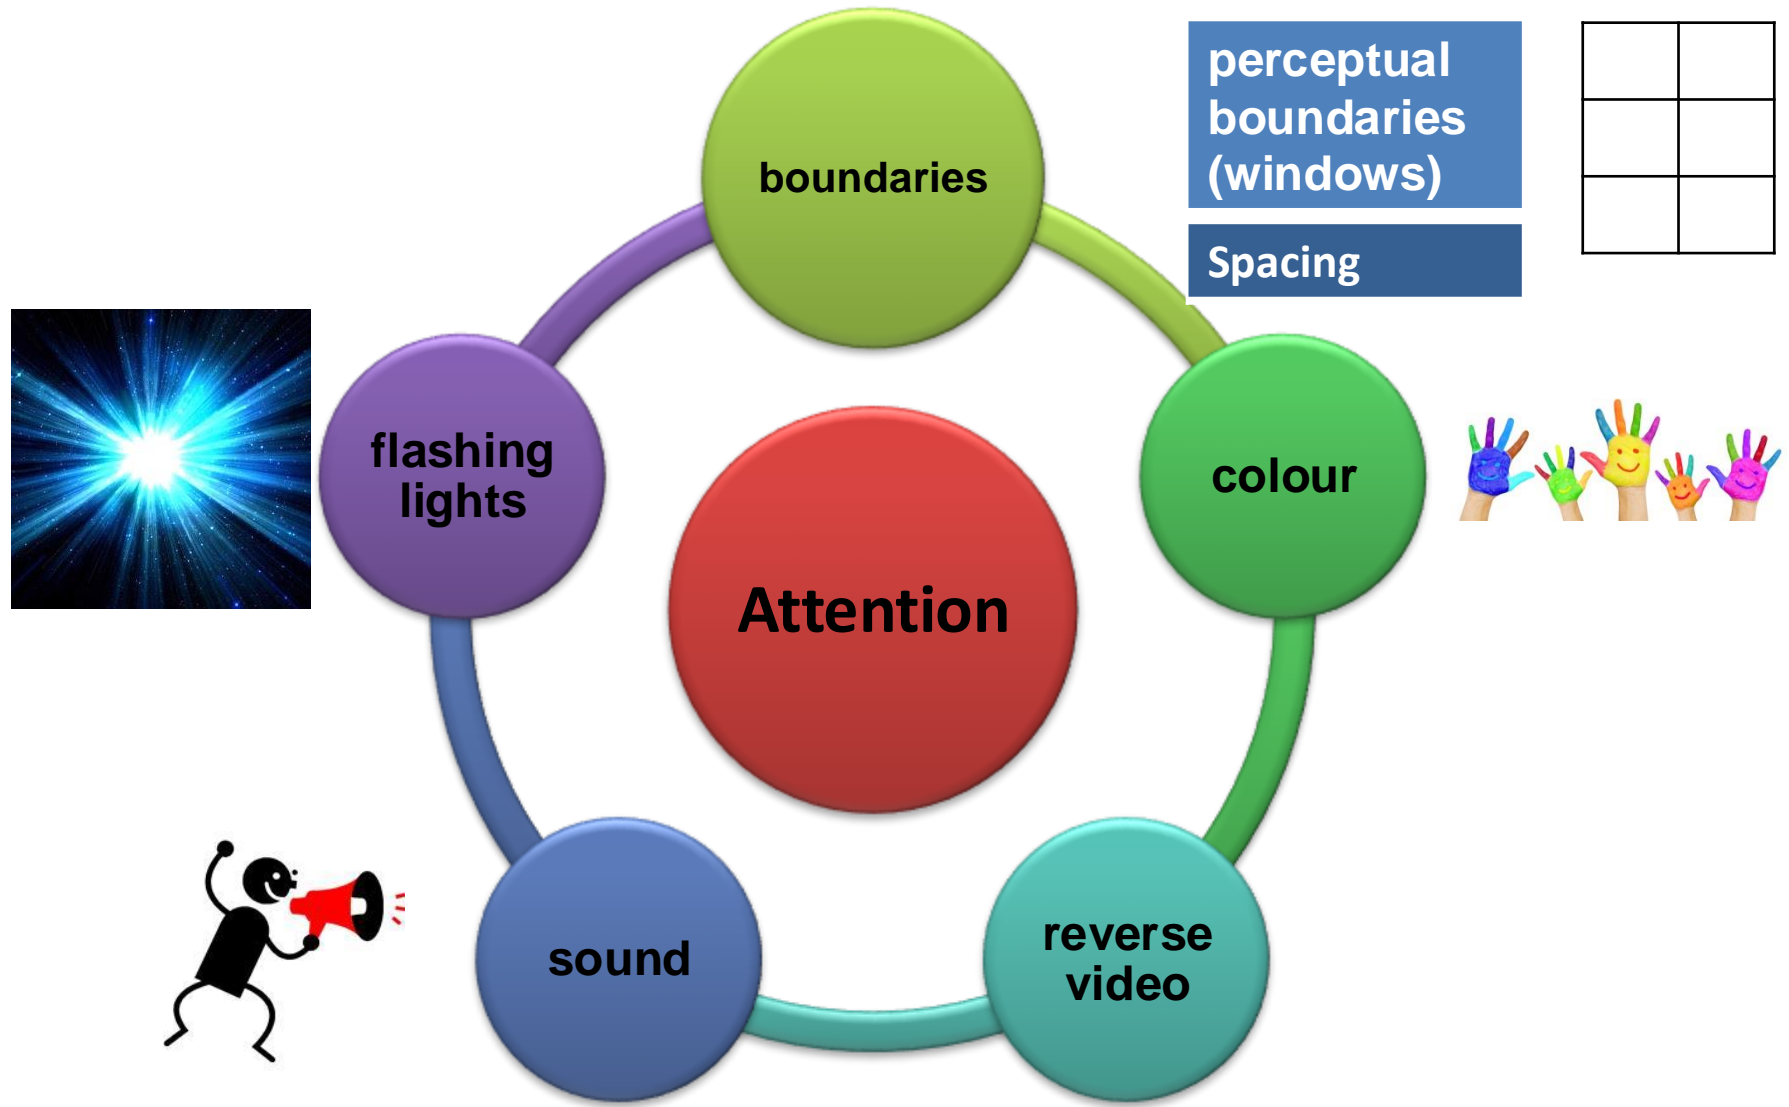 boundaries
perceptual
boundaries
(windows)
Spacing
flashing
lights
colour
Attention
sound
reverse
video